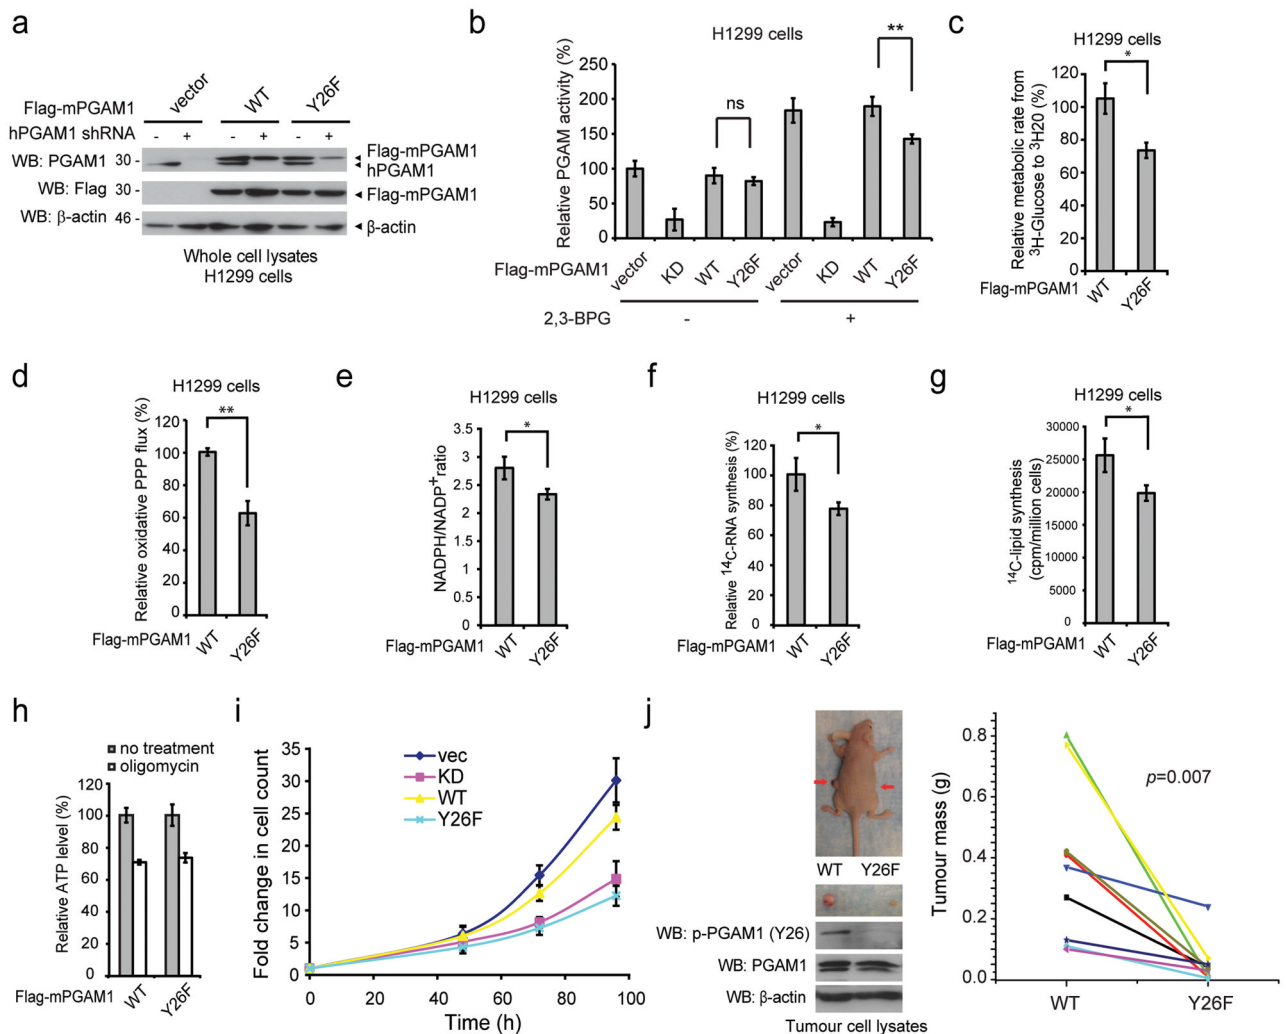 a
vector
WT
Y26F
Flag-mPGAM1
hPGAM1 shRNA - + - + - +
WB: PGAM1 30 - Flag-mPGAM1
hPGAM1
WB: Flag 30 - Flag-mPGAM1
WB: β-actin 46 - β-actin
Whole cell lysates
H1299 cells
b
H1299 cells
**
ns
Relative PGAM activity (%)
250
200
150
100
50
0
Flag-mPGAM1 vector KD WT Y26F vector KD WT Y26F
2,3-BPG - +
c
H1299 cells
*
Relative metabolic rate from
³H-Glucose to ³H20 (%)
120
100
80
60
40
20
0
Flag-mPGAM1 WT Y26F
d
H1299 cells
**
Relative oxidative PPP flux (%)
120
100
80
60
40
20
0
Flag-mPGAM1 WT Y26F
e
H1299 cells
*
NADPH/NADP⁺ratio
3.5
3
2.5
2
1.5
1
0.5
0
Flag-mPGAM1 WT Y26F
f
H1299 cells
*
Relative ¹⁴C-RNA synthesis (%)
120
100
80
60
40
20
0
Flag-mPGAM1 WT Y26F
g
H1299 cells
*
¹⁴C-lipid synthesis
(cpm/million cells)
30000
25000
20000
15000
10000
5000
0
Flag-mPGAM1 WT Y26F
h
no treatment
oligomycin
Relative ATP lelvel (%)
120
100
80
60
40
20
0
Flag-mPGAM1 WT Y26F
i
vec
KD
WT
Y26F
Fold change in cell count
35
30
25
20
15
10
5
0
0 20 40 60 80 100
Time (h)
j
WT Y26F
WB: p-PGAM1 (Y26)
WB: PGAM1
WB: β-actin
Tumour cell lysates
p=0.007
Tumour mass (g)
0.8
0.6
0.4
0.2
0.0
WT Y26F